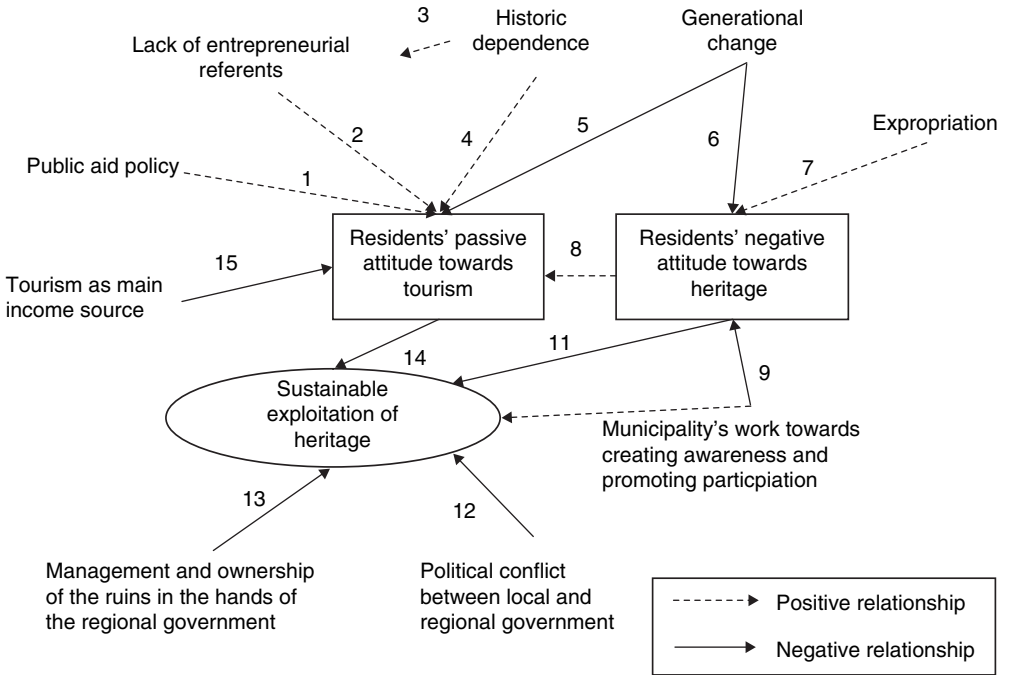 3
Historic
dependence
Generational
change
Lack of entrepreneurial
referents
2
4
5
6
7
Expropriation
Public aid policy
1
Residents’ passive
attitude towards
tourism
8
Residents’ negative
attitude towards
heritage
15
Tourism as main
income source
14
11
9
Sustainable
exploitation of
heritage
Municipality’s work towards
creating awareness and
promoting particpiation
13
12
Management and ownership
of the ruins in the hands of
the regional government
Political conflict
between local and
regional government
Positive relationship
Negative relationship